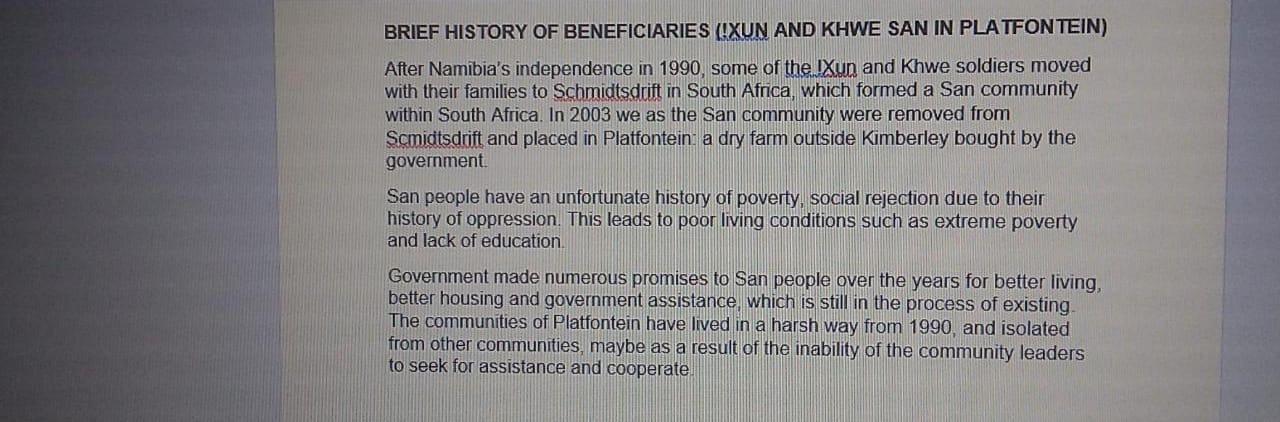 BRIEF HISTORY OF BENEFICIARIES (!XUN AND KHWE SAN IN PLATFONTEIN)
After Namibia's independence in 1990, some of the !Xun and Khwe soldiers moved
with their families to Schmidtsdrift in South Africa, which formed a San community
within South Africa. In 2003 we as the San community were removed from
Scmidtsdrift and placed in Platfontein: a dry farm outside Kimberley bought by the
government.
San people have an unfortunate history of poverty, social rejection due to their
history of oppression. This leads to poor living conditions such as extreme poverty
and lack of education.
Government made numerous promises to San people over the years for better living,
better housing and government assistance, which is still in the process of existing.
The communities of Platfontein have lived in a harsh way from 1990, and isolated
from other communities, maybe as a result of the inability of the community leaders
to seek for assistance and cooperate.